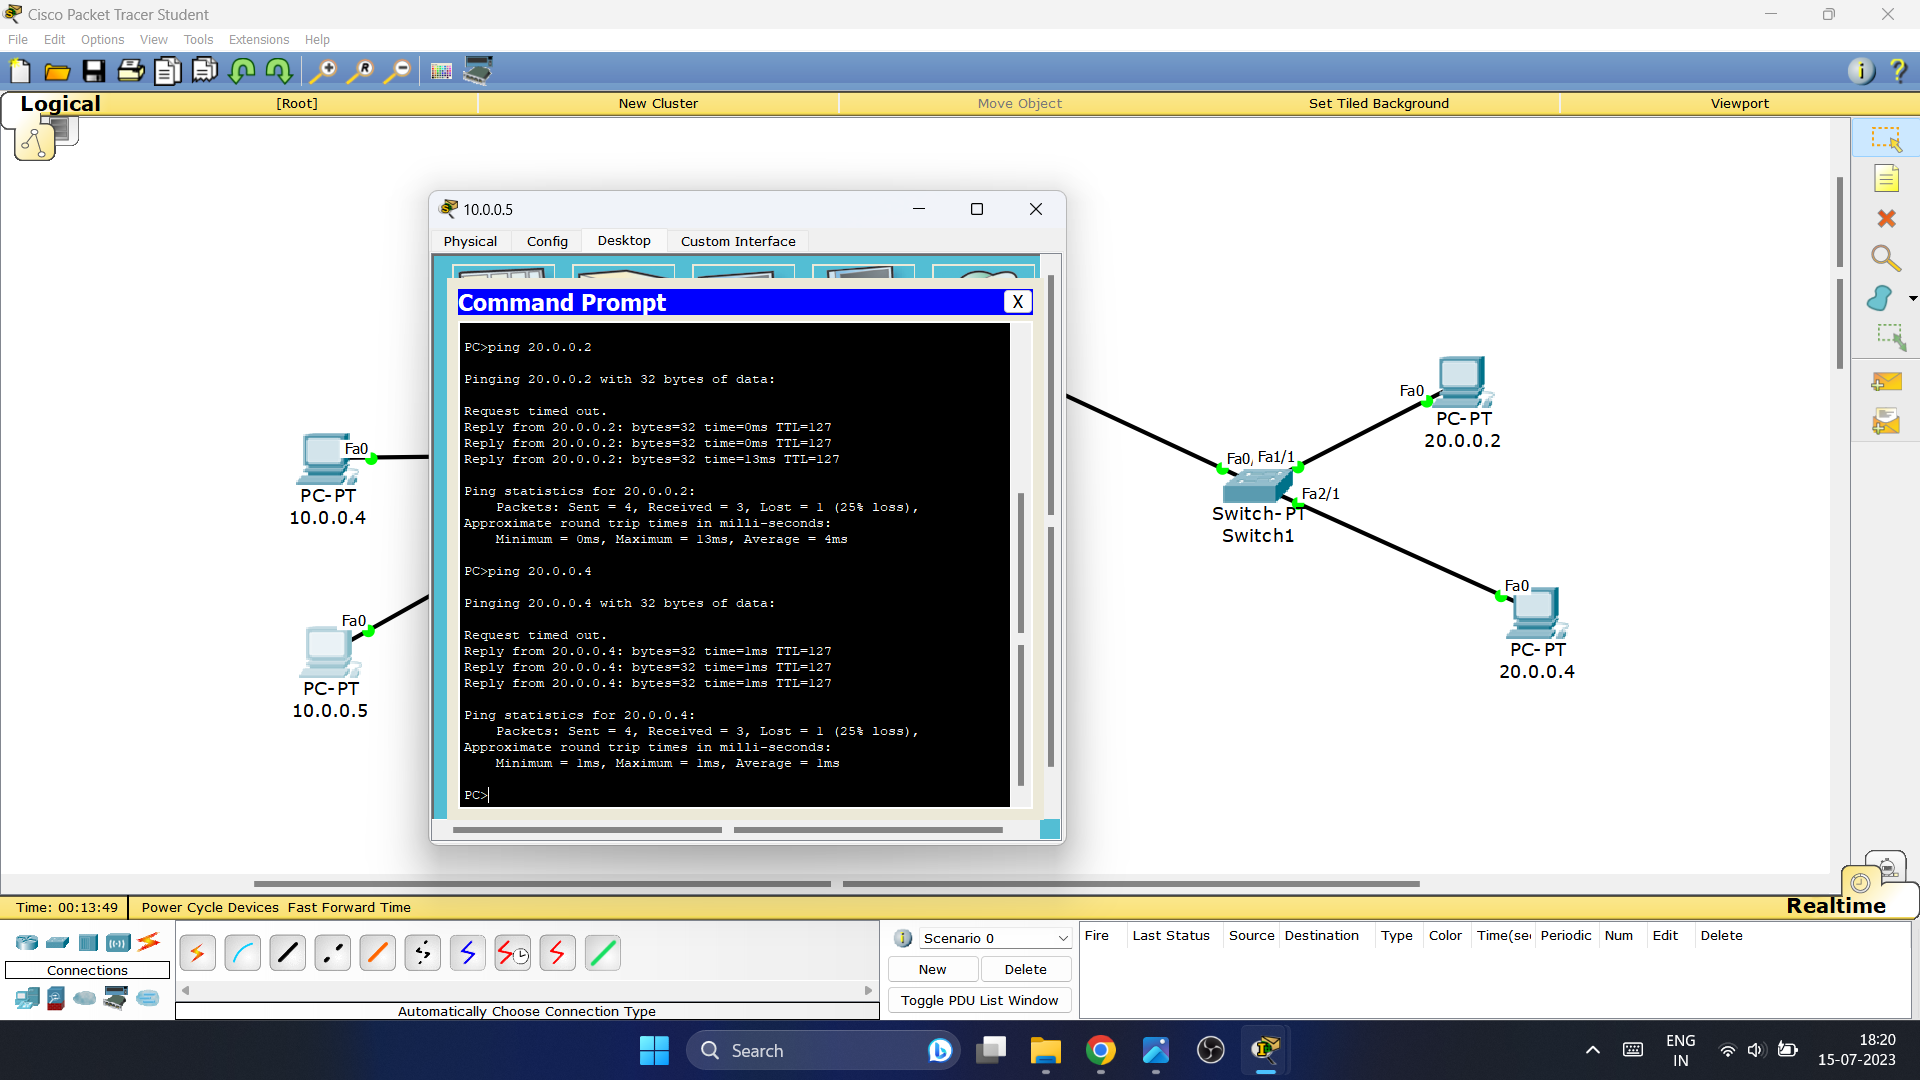 Cisco Packet Tracer Student
File Edit Options View Tools Extensions Help
Logical [Root] New Cluster Move Object Set Tiled Background Viewport
10.0.0.5
Physical Config Desktop Custom Interface
Command Prompt X
PC>ping 20.0.0.2
Pinging 20.0.0.2 with 32 bytes of data:
Request timed out.
Reply from 20.0.0.2: bytes=32 time=0ms TTL=127
Reply from 20.0.0.2: bytes=32 time=0ms TTL=127
Reply from 20.0.0.2: bytes=32 time=13ms TTL=127
Ping statistics for 20.0.0.2:
Packets: Sent = 4, Received = 3, Lost = 1 (25% loss),
Approximate round trip times in milli-seconds:
Minimum = 0ms, Maximum = 13ms, Average = 4ms
PC>ping 20.0.0.4
Pinging 20.0.0.4 with 32 bytes of data:
Request timed out.
Reply from 20.0.0.4: bytes=32 time=1ms TTL=127
Reply from 20.0.0.4: bytes=32 time=1ms TTL=127
Reply from 20.0.0.4: bytes=32 time=1ms TTL=127
Ping statistics for 20.0.0.4:
Packets: Sent = 4, Received = 3, Lost = 1 (25% loss),
Approximate round trip times in milli-seconds:
Minimum = 1ms, Maximum = 1ms, Average = 1ms
PC>
Fa0
PC-PT
10.0.0.4
Fa0
PC-PT
10.0.0.5
Fa0
PC-PT
20.0.0.2
Fa0, Fa1/1
Fa2/1
Switch-PT
Switch1
Fa0
PC-PT
20.0.0.4
Time: 00:13:49 Power Cycle Devices Fast Forward Time
Realtime
Connections
Automatically Choose Connection Type
Scenario 0
New Delete
Toggle PDU List Window
Fire Last Status Source Destination Type Color Time(se Periodic Num Edit Delete
Search
ENG
IN
18:20
15-07-2023